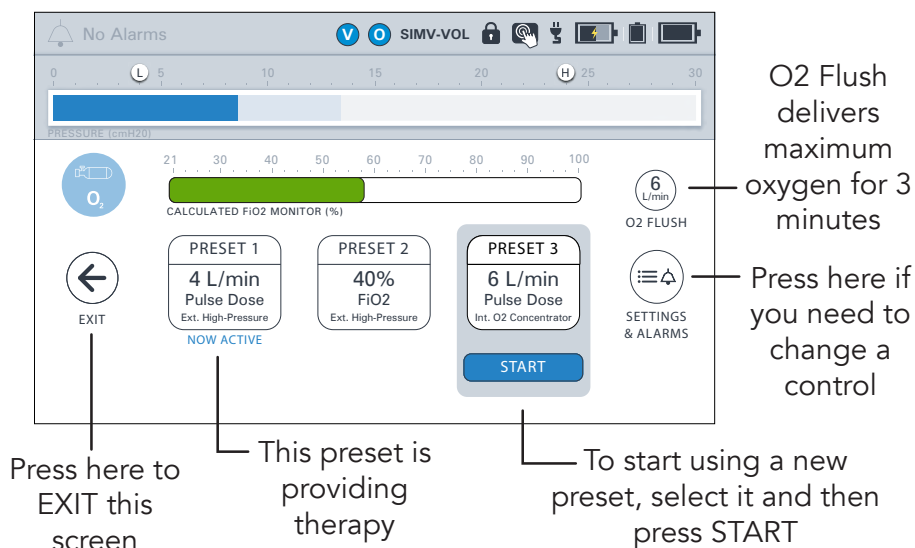 No Alarms
V O SIMV-VOL
0 L 5 10 15 20 H 25 30
PRESSURE (cmH20)
O2
21 30 40 50 60 70 80 90 100
CALCULATED FiO2 MONITOR (%)
6
L/min
O2 FLUSH
O2 Flush
delivers
maximum
oxygen for 3
minutes
EXIT
PRESET 1
4 L/min
Pulse Dose
Ext. High-Pressure
NOW ACTIVE
PRESET 2
40%
FiO2
Ext. High-Pressure
PRESET 3
6 L/min
Pulse Dose
Int. O2 Concentrator
START
SETTINGS
& ALARMS
Press here if
you need to
change a
control
Press here to
EXIT this
screen
This preset is
providing
therapy
To start using a new
preset, select it and then
press START